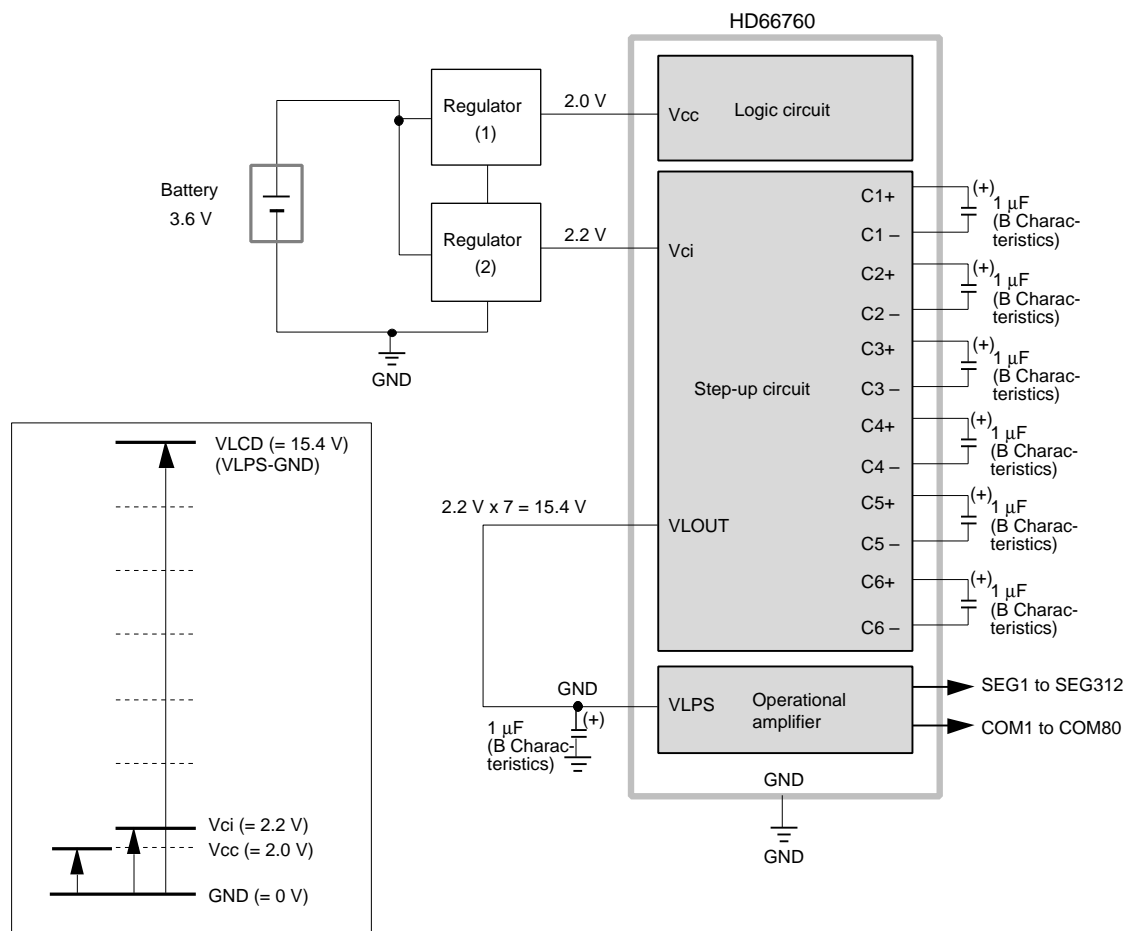 HD66760
Regulator
(1)
2.0 V
Vcc
Logic circuit
Battery
3.6 V
Regulator
(2)
2.2 V
Vci
GND
Step-up circuit
C1+
C1 –
(+)
1 µF
(B Charac-
teristics)
C2+
C2 –
(+)
1 µF
(B Charac-
teristics)
C3+
C3 –
(+)
1 µF
(B Charac-
teristics)
C4+
C4 –
(+)
1 µF
(B Charac-
teristics)
C5+
C5 –
(+)
1 µF
(B Charac-
teristics)
C6+
C6 –
(+)
1 µF
(B Charac-
teristics)
2.2 V x 7 = 15.4 V
VLOUT
GND
(+)
1 µF
(B Charac-
teristics)
VLPS
Operational
amplifier
SEG1 to SEG312
COM1 to COM80
GND
GND
VLCD (= 15.4 V)
(VLPS-GND)
Vci (= 2.2 V)
Vcc (= 2.0 V)
GND (= 0 V)